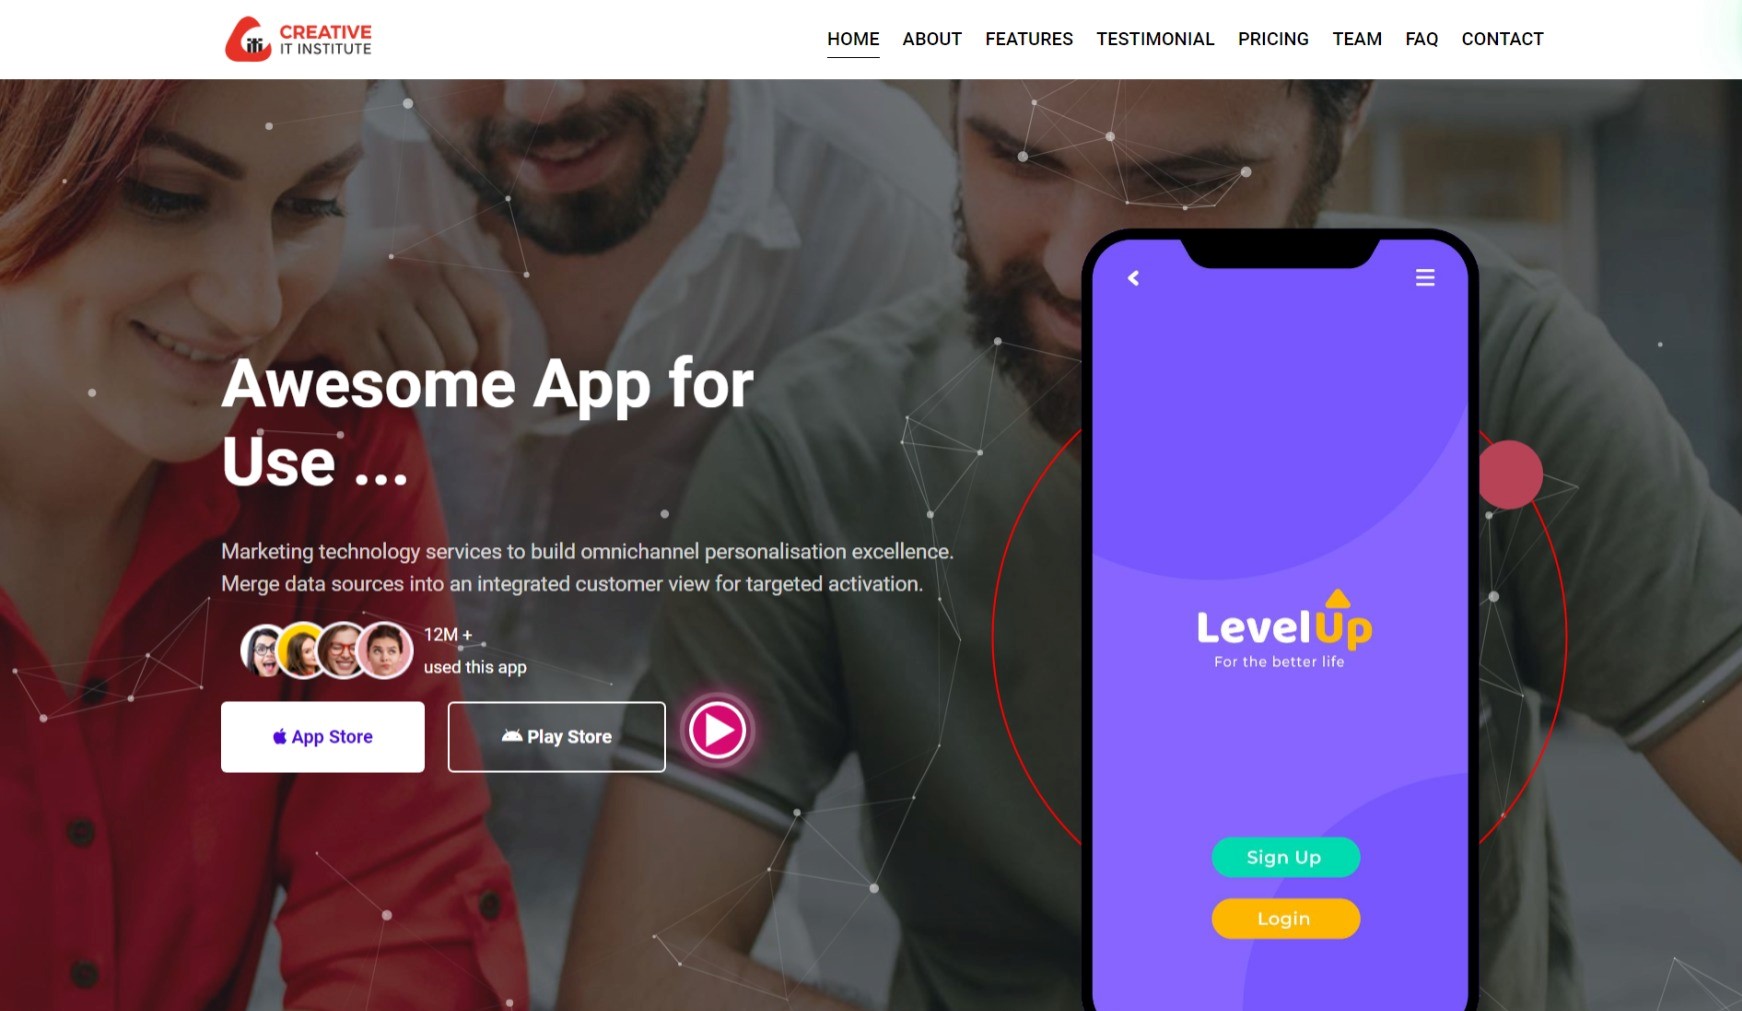 CREATIVE
IT INSTITUTE
HOME ABOUT FEATURES TESTIMONIAL PRICING TEAM FAQ CONTACT
Awesome App for
Use ...
Marketing technology services to build omnichannel personalisation excellence.
Merge data sources into an integrated customer view for targeted activation.
12M +
used this app
App Store
Play Store
LevelUp
For the better life
Sign Up
Login